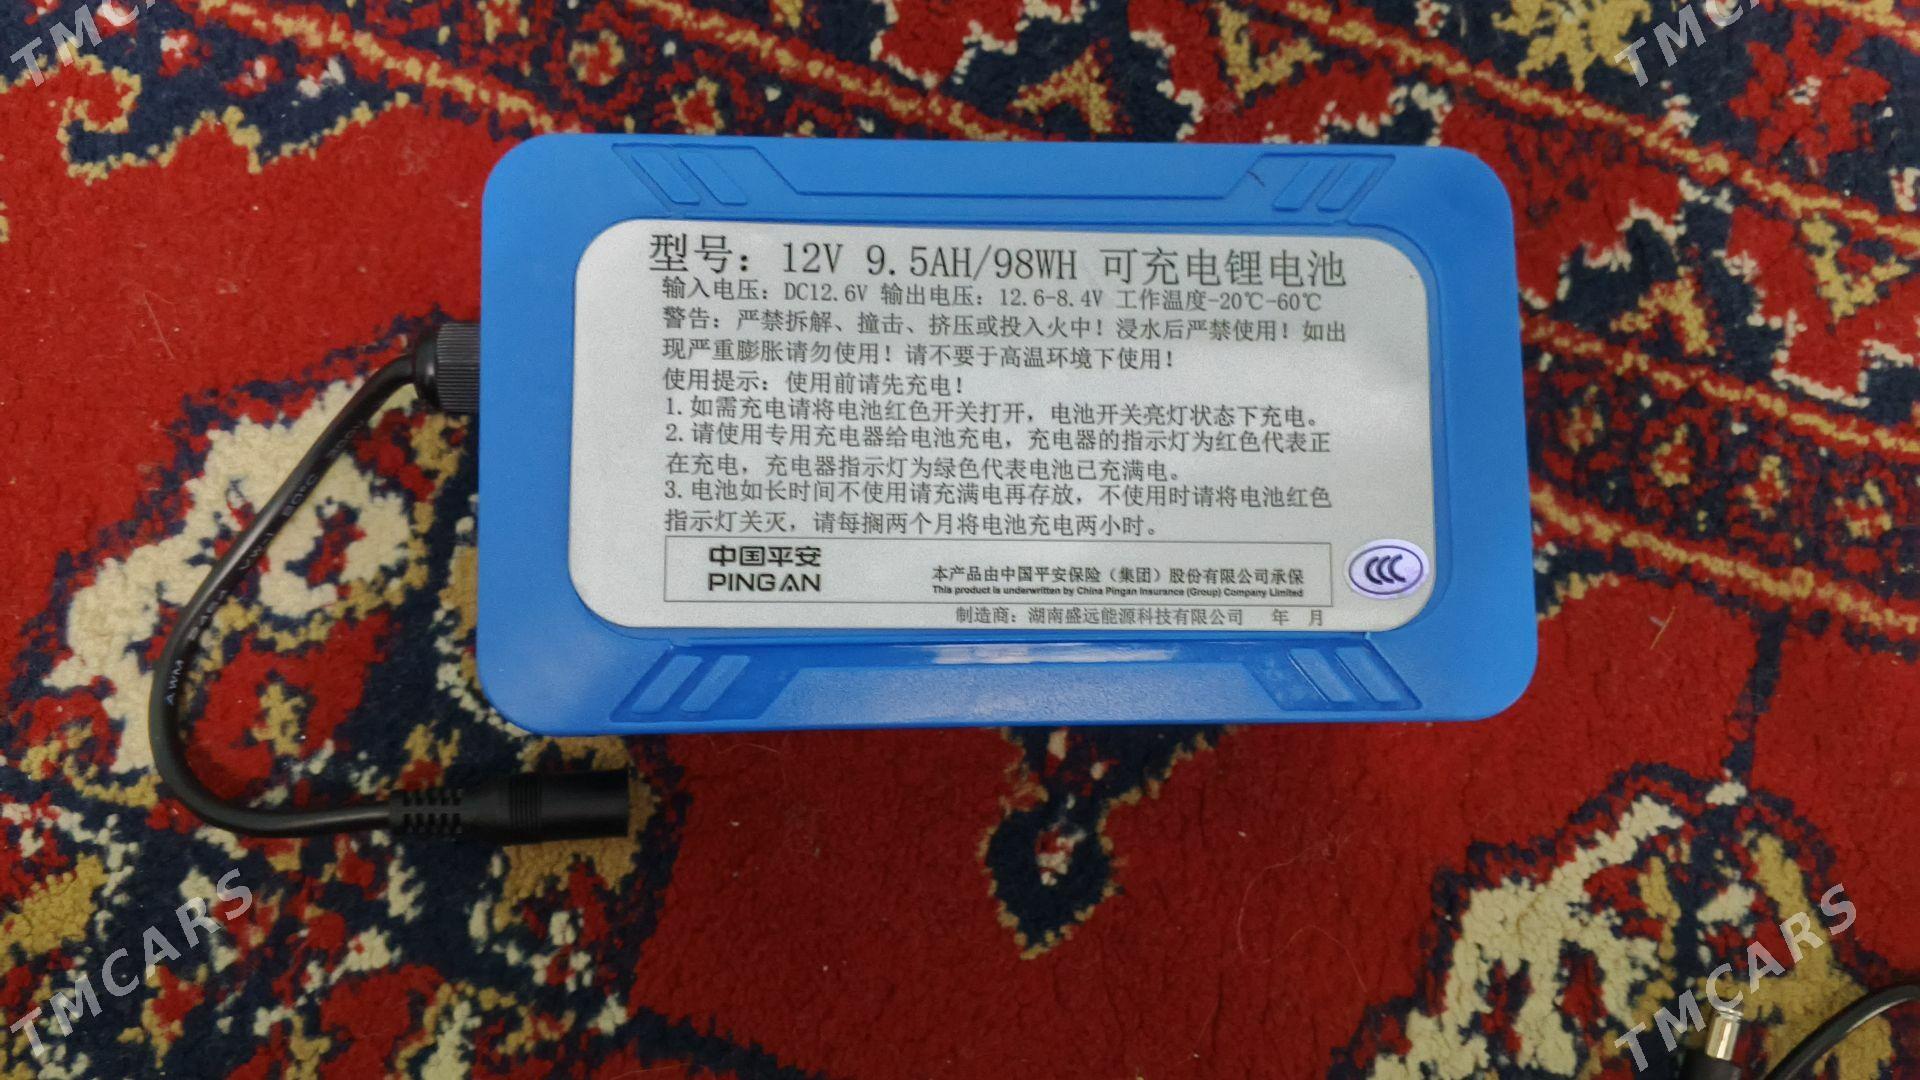 型号：12V 9.5AH/98WH 可充电锂电池
输入电压：DC12.6V 输出电压：12.6-8.4V 工作温度-20℃-60℃
警告：严禁拆解、撞击、挤压或投入火中！浸水后严禁使用！如出
现严重膨胀请勿使用！请不要于高温环境下使用！
使用提示：使用前请先充电！
1.如需充电请将电池红色开关打开，电池开关亮灯状态下充电。
2.请使用专用充电器给电池充电，充电器的指示灯为红色代表正
在充电，充电器指示灯为绿色代表电池已充满电。
3.电池如长时间不使用请充满电再存放，不使用时请将电池红色
指示灯关灭，请每搁两个月将电池充电两小时。
中国平安
PINGAN
本产品由中国平安保险（集团）股份有限公司承保
This product is underwritten by China Pingan Insurance (Group) Company Limited
CCC
制造商：湖南盛远能源科技有限公司 年 月
AWM
80℃
TMCARS
TMCARS
TMCARS
TMCARS